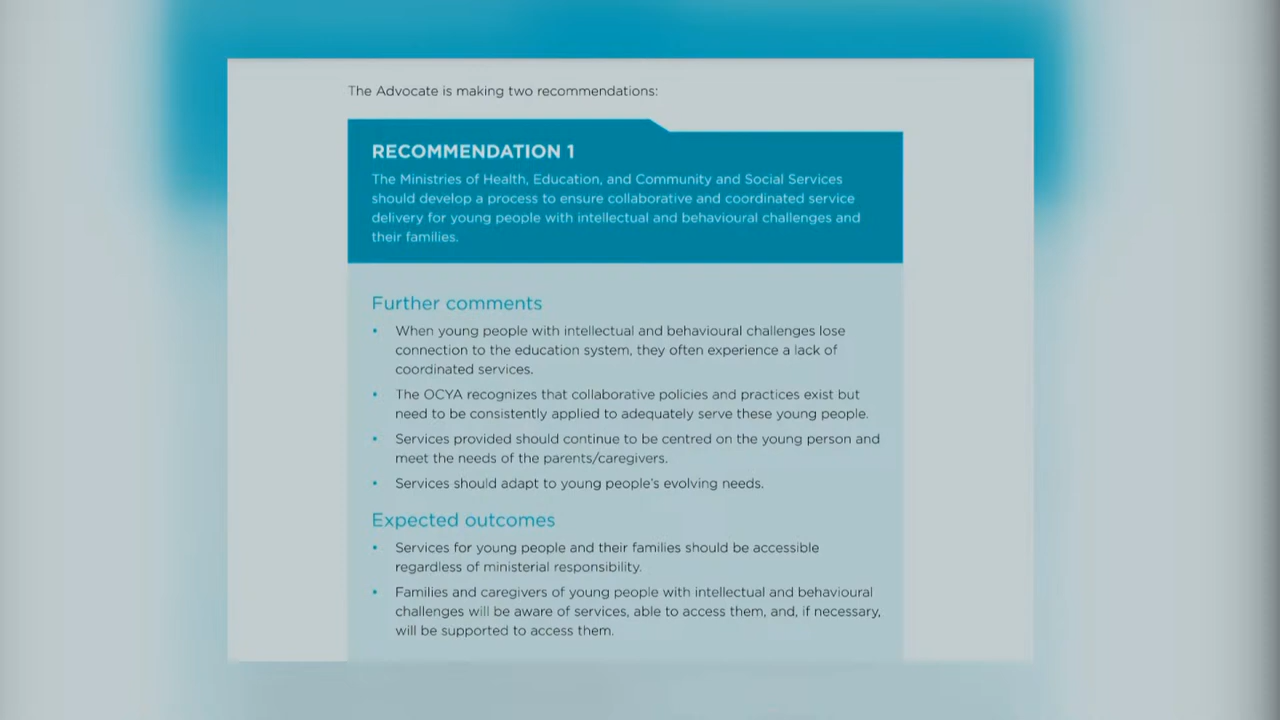 The Advocate is making two recommendations:
RECOMMENDATION 1
The Ministries of Health, Education, and Community and Social Services
should develop a process to ensure collaborative and coordinated service
delivery for young people with intellectual and behavioural challenges and
their families.
Further comments
• When young people with intellectual and behavioural challenges lose
connection to the education system, they often experience a lack of
coordinated services.
• The OCYA recognizes that collaborative policies and practices exist but
need to be consistently applied to adequately serve these young people.
• Services provided should continue to be centred on the young person and
meet the needs of the parents/caregivers.
• Services should adapt to young people's evolving needs.
Expected outcomes
• Services for young people and their families should be accessible
regardless of ministerial responsibility.
• Families and caregivers of young people with intellectual and behavioural
challenges will be aware of services, able to access them, and, if necessary,
will be supported to access them.